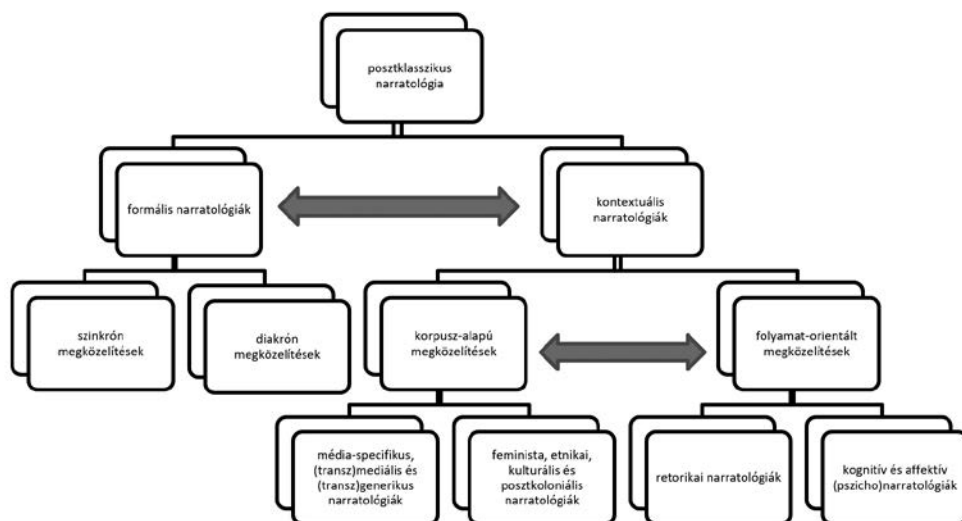 posztklasszikus
narratológia
formális narratológiák
kontextuális
narratológiák
szinkrón
megközelítések
diakrón
megközelítések
korpusz-alapú
megközelítések
folyamat-orientált
megközelítések
média-specifikus,
(transz)mediális és
(transz)generikus
narratológiák
feminista, etnikai,
kulturális és
posztkoloniális
narratológiák
retorikai narratológiák
kognitív és affektív
(pszicho)narratológiák